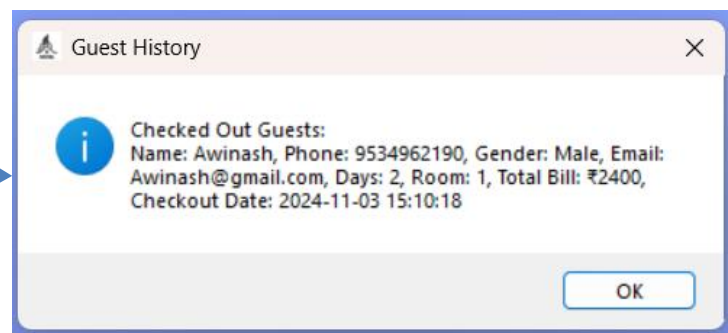 Guest History
Checked Out Guests:
Name: Awinash, Phone: 9534962190, Gender: Male, Email:
Awinash@gmail.com, Days: 2, Room: 1, Total Bill: ₹2400,
Checkout Date: 2024-11-03 15:10:18
OK